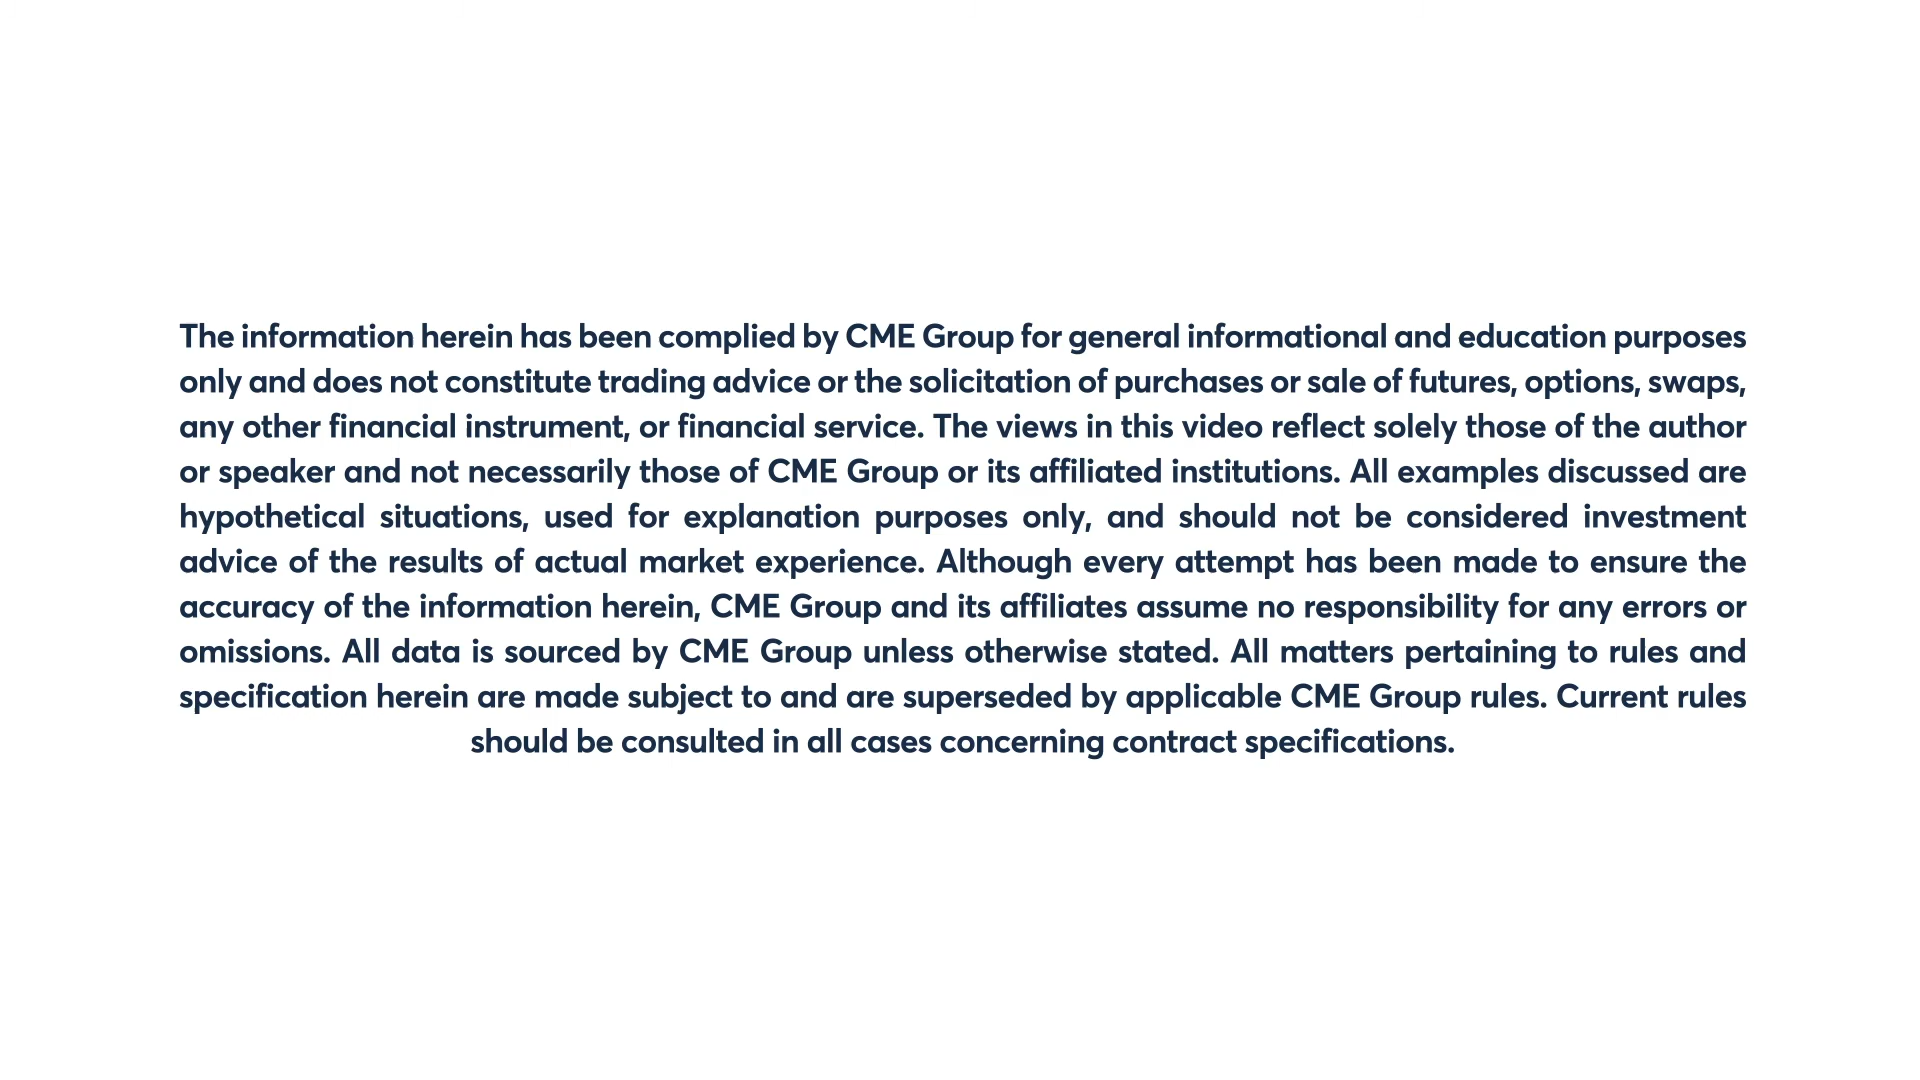 The information herein has been complied by CME Group for general informational and education purposes
only and does not constitute trading advice or the solicitation of purchases or sale of futures, options, swaps,
any other financial instrument, or financial service. The views in this video reflect solely those of the author
or speaker and not necessarily those of CME Group or its affiliated institutions. All examples discussed are
hypothetical situations, used for explanation purposes only, and should not be considered investment
advice of the results of actual market experience. Although every attempt has been made to ensure the
accuracy of the information herein, CME Group and its affiliates assume no responsibility for any errors or
omissions. All data is sourced by CME Group unless otherwise stated. All matters pertaining to rules and
specification herein are made subject to and are superseded by applicable CME Group rules. Current rules
should be consulted in all cases concerning contract specifications.